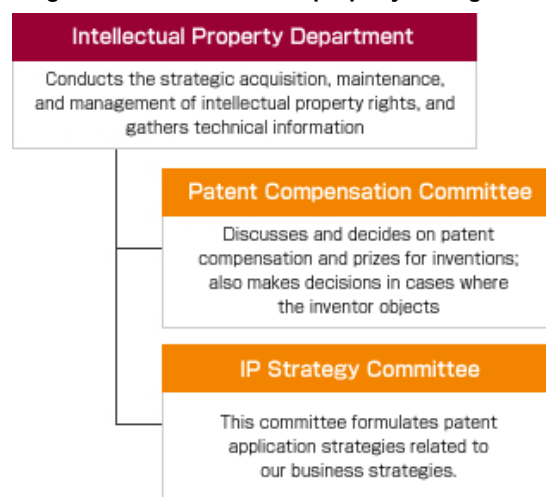 Intellectual Property Department
Conducts the strategic acquisition, maintenance,
and management of intellectual property rights, and
gathers technical information
Patent Compensation Committee
Discusses and decides on patent
compensation and prizes for inventions;
also makes decisions in cases where
the inventor objects
IP Strategy Committee
This committee formulates patent
application strategies related to
our business strategies.